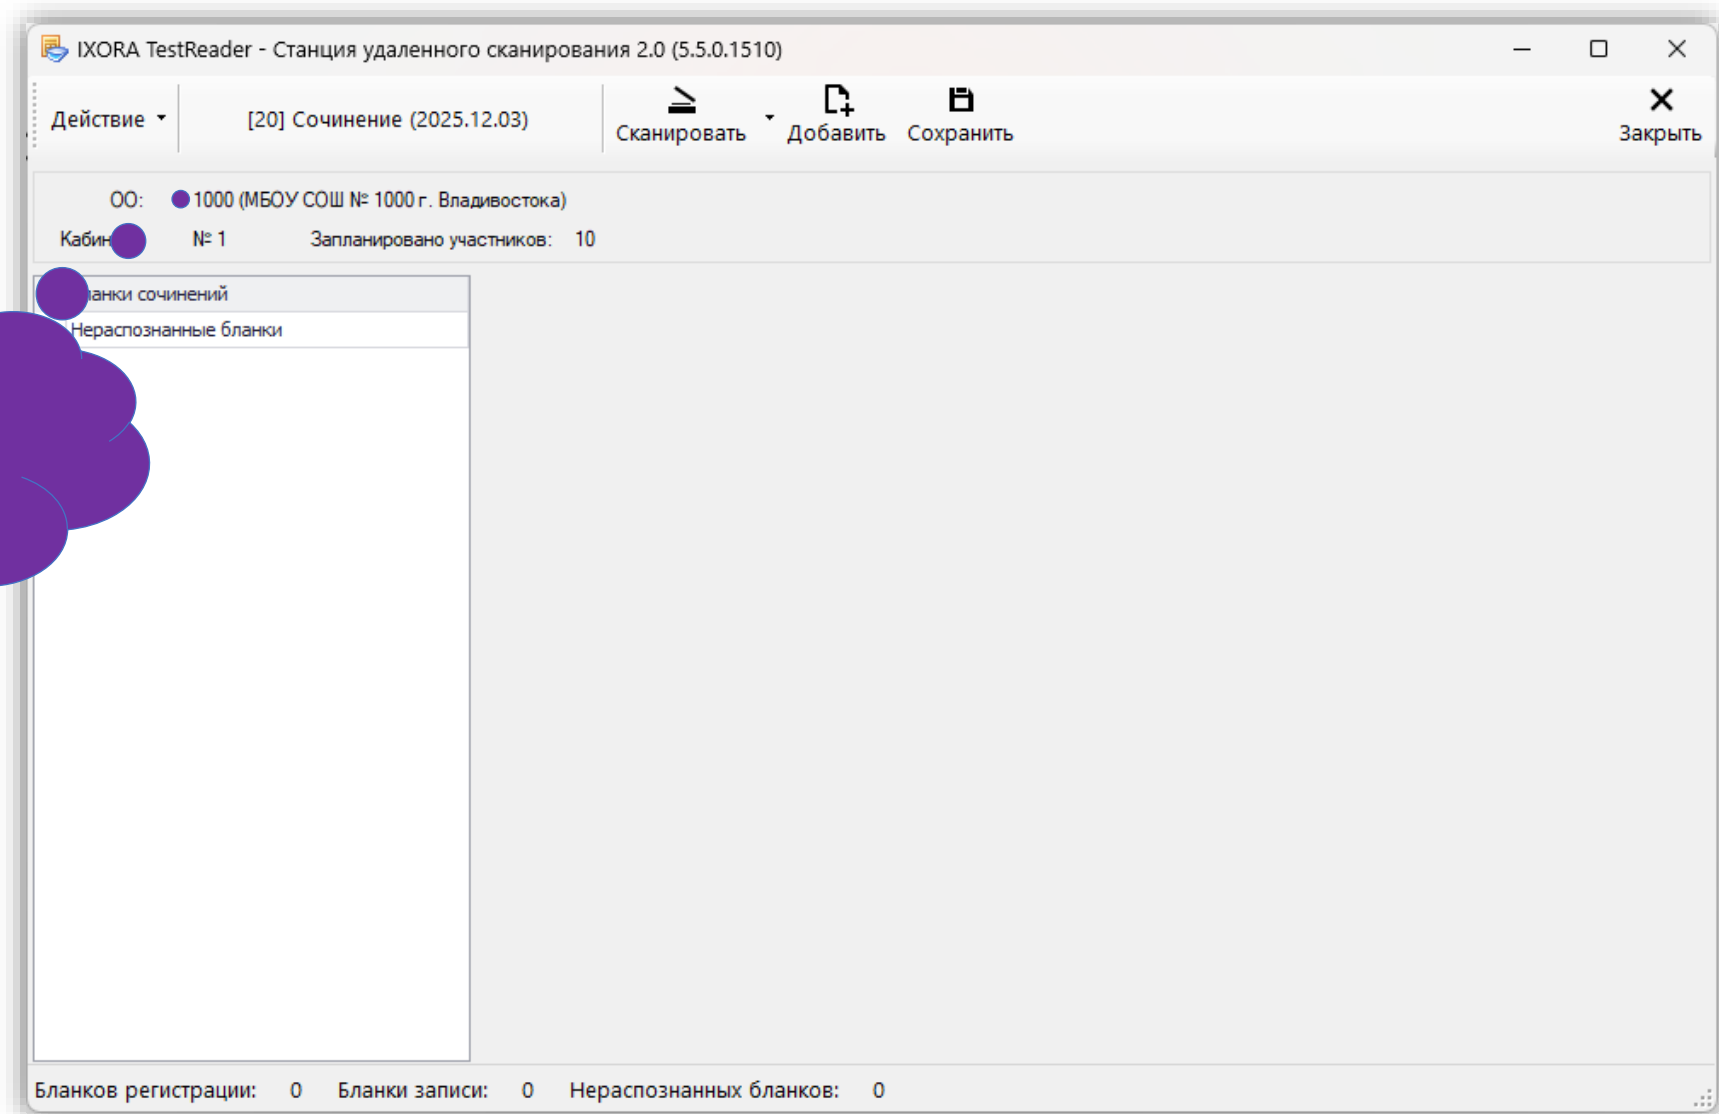 IXORA TestReader - Станция удаленного сканирования 2.0 (5.5.0.1510)
Действие [20] Сочинение (2025.12.03) Сканировать Добавить Сохранить Закрыть
ОО: 1000 (МБОУ СОШ № 1000 г. Владивостока)
№ 1 Запланировано участников: 10
сочинений
Нераспознанные бланки
Бланков регистрации: 0 Бланки записи: 0 Нераспознанных бланков: 0